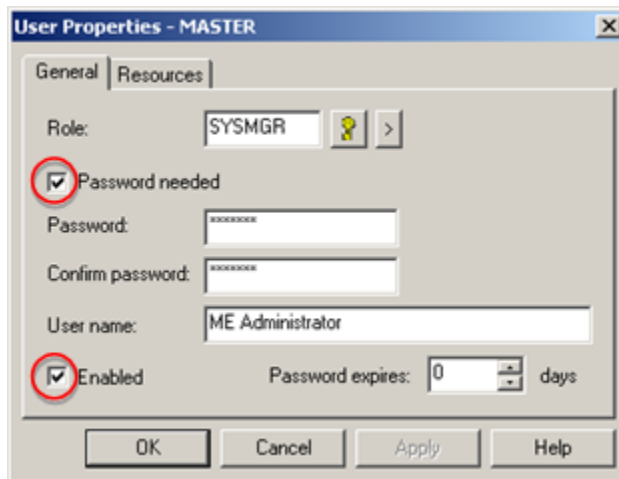 User Properties - MASTER
General Resources
Role: SYSMGR >
Password needed
Password: *******
Confirm password: *******
User name: ME Administrator
Enabled Password expires: 0 days
OK Cancel Apply Help